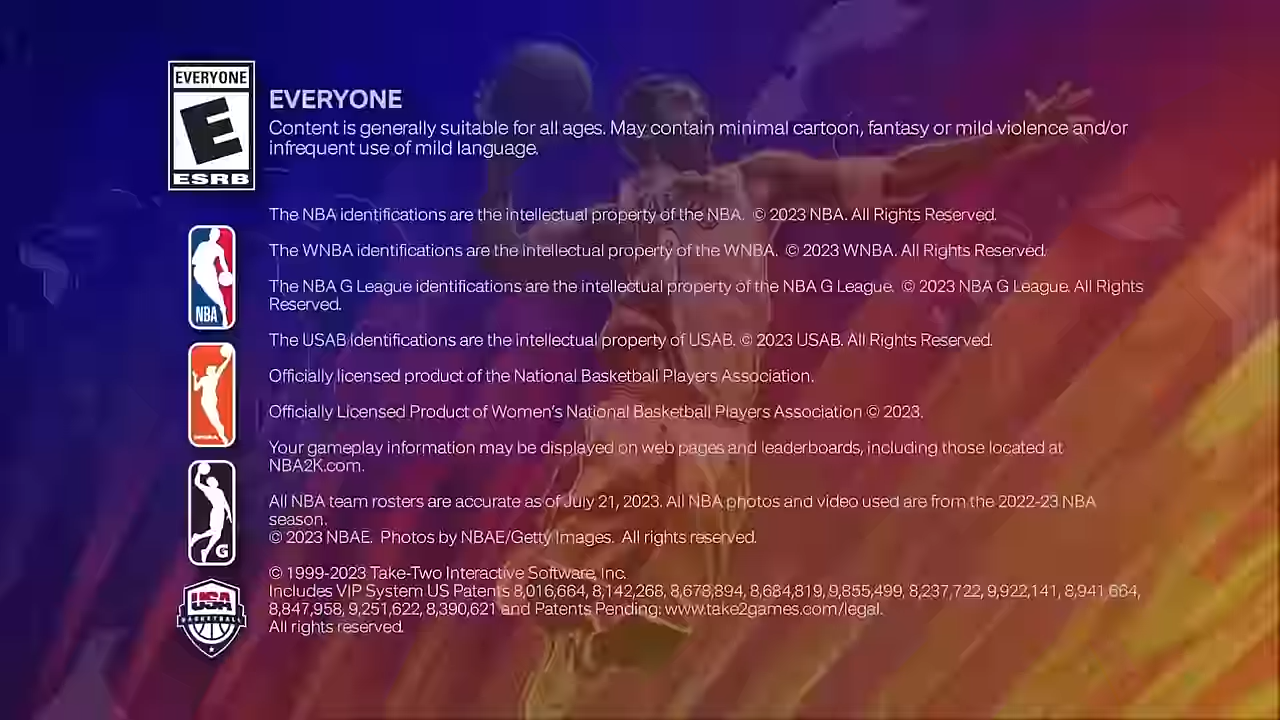 EVERYONE
E
ESRB
EVERYONE
Content is generally suitable for all ages. May contain minimal cartoon, fantasy or mild violence and/or
infrequent use of mild language.
The NBA identifications are the intellectual property of the NBA. © 2023 NBA. All Rights Reserved.
The WNBA identifications are the intellectual property of the WNBA. © 2023 WNBA. All Rights Reserved.
The NBA G League identifications are the intellectual property of the NBA G League. © 2023 NBA G League. All Rights
Reserved.
NBA
The USAB identifications are the intellectual property of USAB. © 2023 USAB. All Rights Reserved.
Officially licensed product of the National Basketball Players Association.
Officially Licensed Product of Women's National Basketball Players Association © 2023.
WNBA
Your gameplay information may be displayed on web pages and leaderboards, including those located at
NBA2K.com.
All NBA team rosters are accurate as of July 21, 2023. All NBA photos and video used are from the 2022-23 NBA
season.
© 2023 NBAE. Photos by NBAE/Getty Images. All rights reserved.
G
© 1999-2023 Take-Two Interactive Software, Inc.
Includes VIP System US Patents 8,016,664, 8,142,268, 8,678,894, 8,684,819, 9,855,499, 8,237,722, 9,922,141, 8,941,664,
8,847,958, 9,251,622, 8,390,621 and Patents Pending: www.take2games.com/legal.
All rights reserved.
USA
BASKETBALL